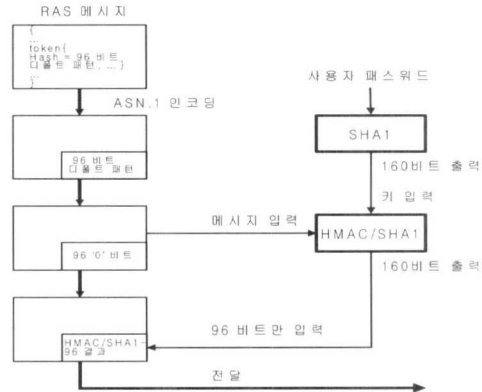 RAS 메시지
{
...
token{
Hash = 96 비트
디폴트 패턴, ... }
...
}
ASN.1 인코딩
96 비트
디폴트 패턴
96 '0' 비트
HMAC/SHA1-
96 결과
사용자 패스워드
SHA1
160비트 출력
키 입력
메시지 입력
HMAC/SHA1
160비트 출력
96 비트만 입력
전달